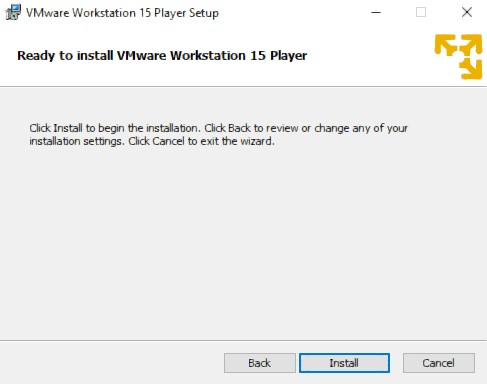 VMware Workstation 15 Player Setup
Ready to install VMware Workstation 15 Player
Click Install to begin the installation. Click Back to review or change any of your
installation settings. Click Cancel to exit the wizard.
Back
Install
Cancel